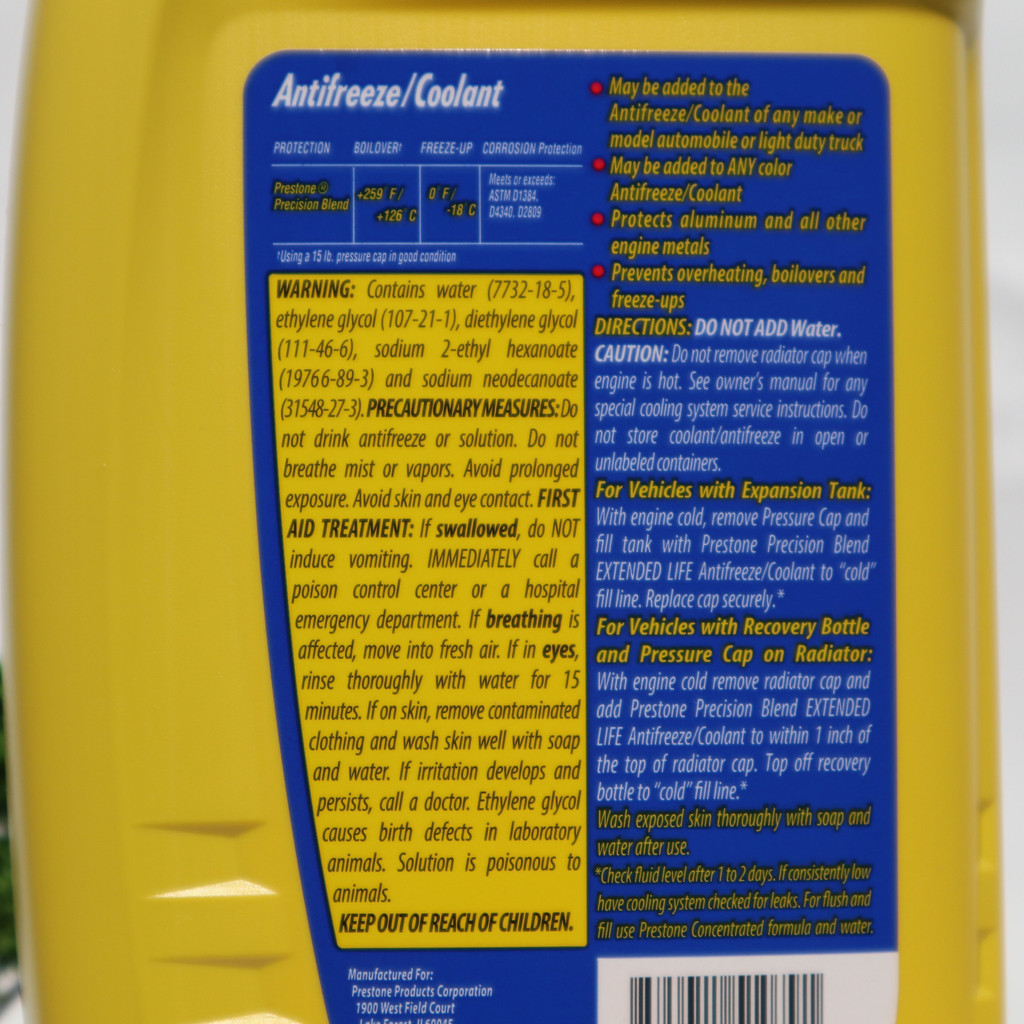 Antifreeze/Coolant
PROTECTION BOILOVER† FREEZE-UP CORROSION Protection
Prestone® Precision Blend +259°F/ +126°C 0°F/ -18°C Meets or exceeds: ASTM D1384, D4340, D2809
†Using a 15 lb. pressure cap in good condition
WARNING: Contains water (7732-18-5),
ethylene glycol (107-21-1), diethylene glycol
(111-46-6), sodium 2-ethyl hexanoate
(19766-89-3) and sodium neodecanoate
(31548-27-3). PRECAUTIONARY MEASURES: Do
not drink antifreeze or solution. Do not
breathe mist or vapors. Avoid prolonged
exposure. Avoid skin and eye contact. FIRST
AID TREATMENT: If swallowed, do NOT
induce vomiting. IMMEDIATELY call a
poison control center or a hospital
emergency department. If breathing is
affected, move into fresh air. If in eyes,
rinse thoroughly with water for 15
minutes. If on skin, remove contaminated
clothing and wash skin well with soap
and water. If irritation develops and
persists, call a doctor. Ethylene glycol
causes birth defects in laboratory
animals. Solution is poisonous to
animals.
KEEP OUT OF REACH OF CHILDREN.
Manufactured For:
Prestone Products Corporation
1900 West Field Court
Lake Forest, IL 60045
• May be added to the
Antifreeze/Coolant of any make or
model automobile or light duty truck
• May be added to ANY color
Antifreeze/Coolant
• Protects aluminum and all other
engine metals
• Prevents overheating, boilovers and
freeze-ups
DIRECTIONS: DO NOT ADD Water.
CAUTION: Do not remove radiator cap when
engine is hot. See owner's manual for any
special cooling system service instructions. Do
not store coolant/antifreeze in open or
unlabeled containers.
For Vehicles with Expansion Tank:
With engine cold, remove Pressure Cap and
fill tank with Prestone Precision Blend
EXTENDED LIFE Antifreeze/Coolant to "cold"
fill line. Replace cap securely.*
For Vehicles with Recovery Bottle
and Pressure Cap on Radiator:
With engine cold remove radiator cap and
add Prestone Precision Blend EXTENDED
LIFE Antifreeze/Coolant to within 1 inch of
the top of radiator cap. Top off recovery
bottle to "cold" fill line.*
Wash exposed skin thoroughly with soap and
water after use.
*Check fluid level after 1 to 2 days. If consistently low
have cooling system checked for leaks. For flush and
fill use Prestone Concentrated formula and water.